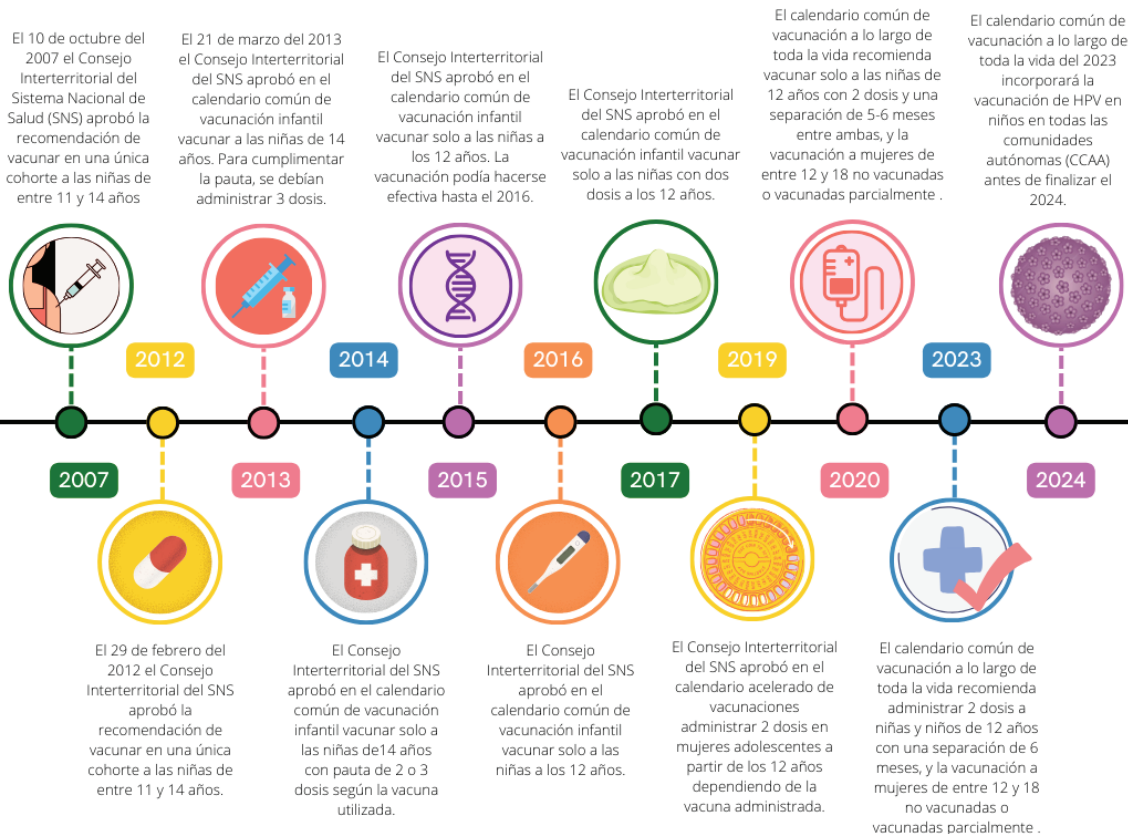 El 10 de octubre del
2007 el Consejo
Interterritorial del
Sistema Nacional de
Salud (SNS) aprobó la
recomendación de
vacunar en una única
cohorte a las niñas de
entre 11 y 14 años
El 21 de marzo del 2013
el Consejo Interterritorial
del SNS aprobó en el
calendario común de
vacunación infantil
vacunar a las niñas de 14
años. Para cumplimentar
la pauta, se debían
administrar 3 dosis.
El Consejo Interterritorial
del SNS aprobó en el
calendario común de
vacunación infantil
vacunar solo a las niñas a
los 12 años. La
vacunación podía hacerse
efectiva hasta el 2016.
El Consejo Interterritorial
del SNS aprobó en el
calendario común de
vacunación infantil vacunar
solo a las niñas con dos
dosis a los 12 años.
El calendario común de
vacunación a lo largo de
toda la vida recomienda
vacunar solo a las niñas de
12 años con 2 dosis y una
separación de 5-6 meses
entre ambas, y la
vacunación a mujeres de
entre 12 y 18 no vacunadas
o vacunadas parcialmente .
El calendario común de
vacunación a lo largo de
toda la vida del 2023
incorporará la
vacunación de HPV en
niños en todas las
comunidades
autónomas (CCAA)
antes de finalizar el
2024.
2012
2014
2016
2019
2023
2007
2013
2015
2017
2020
2024
El 29 de febrero del
2012 el Consejo
Interterritorial del SNS
aprobó la
recomendación de
vacunar en una única
cohorte a las niñas de
entre 11 y 14 años.
El Consejo
Interterritorial del SNS
aprobó en el calendario
común de vacunación
infantil vacunar solo a
las niñas de14 años
con pauta de 2 o 3
dosis según la vacuna
utilizada.
El Consejo
Interterritorial del SNS
aprobó en el
calendario común de
vacunación infantil
vacunar solo a las
niñas a los 12 años.
El Consejo Interterritorial
del SNS aprobó en el
calendario acelerado de
vacunaciones
administrar 2 dosis en
mujeres adolescentes a
partir de los 12 años
dependiendo de la
vacuna administrada.
El calendario común de
vacunación a lo largo de
toda la vida recomienda
administrar 2 dosis a
niñas y niños de 12 años
con una separación de 6
meses, y la vacunación a
mujeres de entre 12 y 18
no vacunadas o
vacunadas parcialmente .